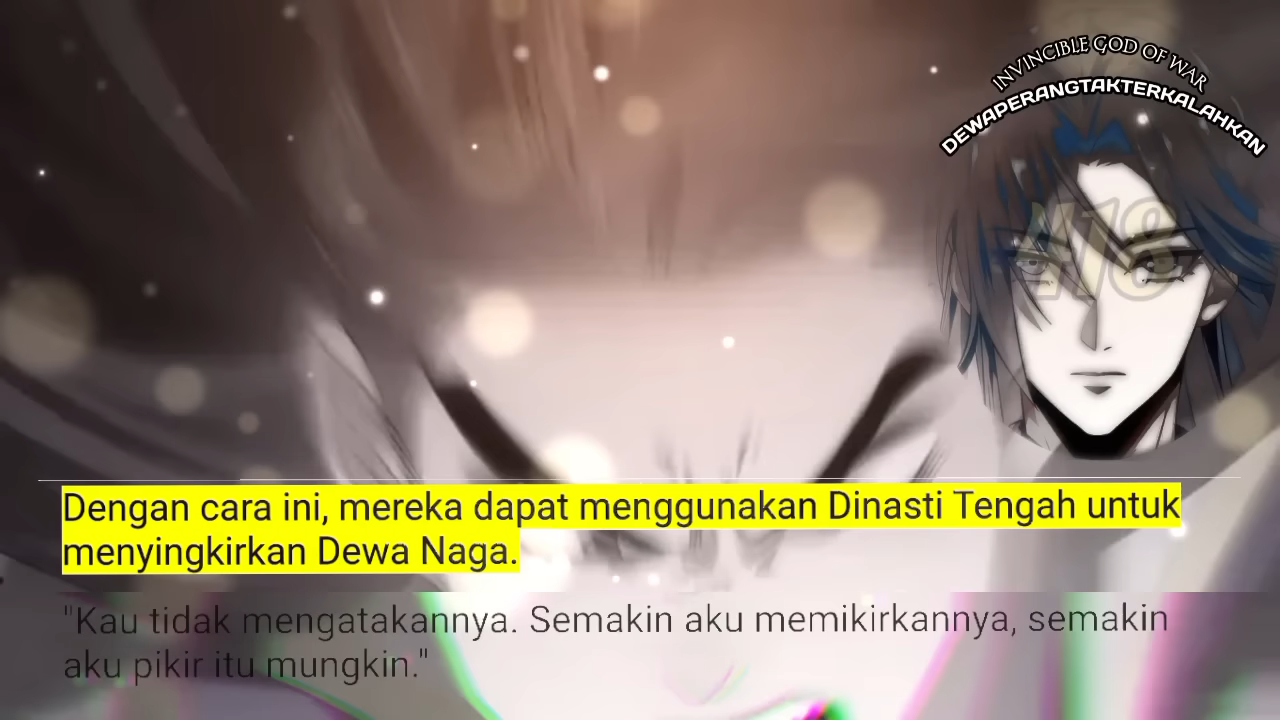 INVINCIBLE GOD OF WAR
DEWAPERANGTAKTERKALAHKAN
N18
Dengan cara ini, mereka dapat menggunakan Dinasti Tengah untuk
menyingkirkan Dewa Naga.
"Kau tidak mengatakannya. Semakin aku memikirkannya, semakin
aku pikir itu mungkin."